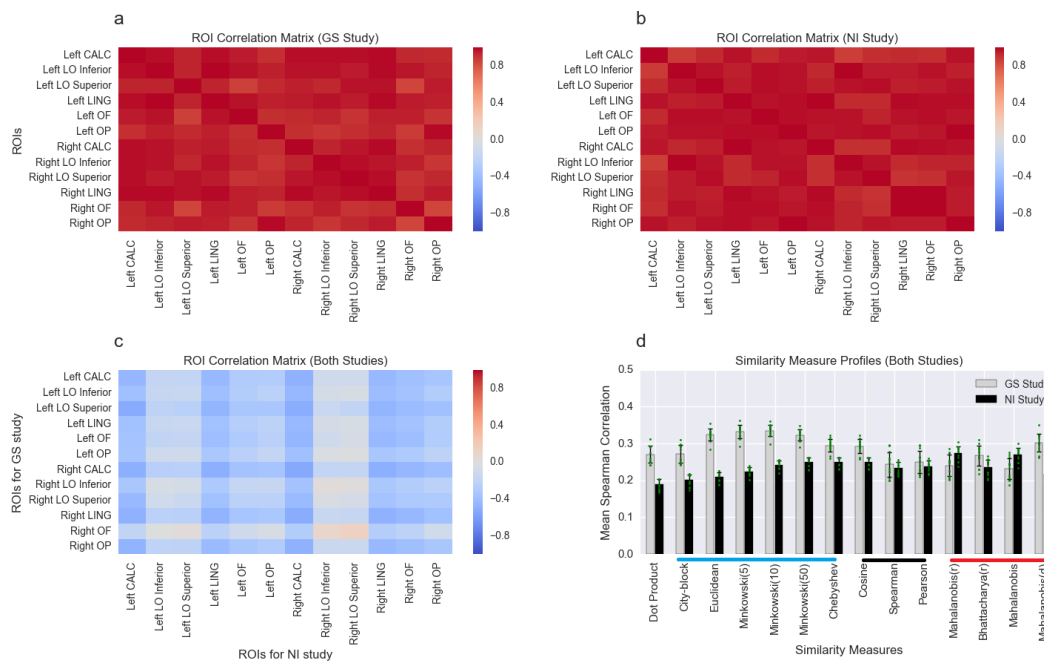 a
ROI Correlation Matrix (GS Study)
Left CALC
Left LO Inferior
Left LO Superior
Left LING
Left OF
Left OP
Right CALC
Right LO Inferior
Right LO Superior
Right LING
Right OF
Right OP
ROIs
Left CALC
Left LO Inferior
Left LO Superior
Left LING
Left OF
Left OP
Right CALC
Right LO Inferior
Right LO Superior
Right LING
Right OF
Right OP
0.8
0.4
0.0
−0.4
−0.8
b
ROI Correlation Matrix (NI Study)
Left CALC
Left LO Inferior
Left LO Superior
Left LING
Left OF
Left OP
Right CALC
Right LO Inferior
Right LO Superior
Right LING
Right OF
Right OP
Left CALC
Left LO Inferior
Left LO Superior
Left LING
Left OF
Left OP
Right CALC
Right LO Inferior
Right LO Superior
Right LING
Right OF
Right OP
0.8
0.4
0.0
−0.4
−0.8
c
ROI Correlation Matrix (Both Studies)
Left CALC
Left LO Inferior
Left LO Superior
Left LING
Left OF
Left OP
Right CALC
Right LO Inferior
Right LO Superior
Right LING
Right OF
Right OP
ROIs for GS study
Left CALC
Left LO Inferior
Left LO Superior
Left LING
Left OF
Left OP
Right CALC
Right LO Inferior
Right LO Superior
Right LING
Right OF
Right OP
ROIs for NI study
0.8
0.4
0.0
−0.4
−0.8
d
Similarity Measure Profiles (Both Studies)
0.5
0.4
0.3
0.2
0.1
0.0
Mean Spearman Correlation
GS Stud
NI Study
Dot Product
City-block
Euclidean
Minkowski(5)
Minkowski(10)
Minkowski(50)
Chebyshev
Cosine
Spearman
Pearson
Mahalanobis(r)
Bhattacharya(r)
Mahalanobis
Mahalanobis(d)
Similarity Measures